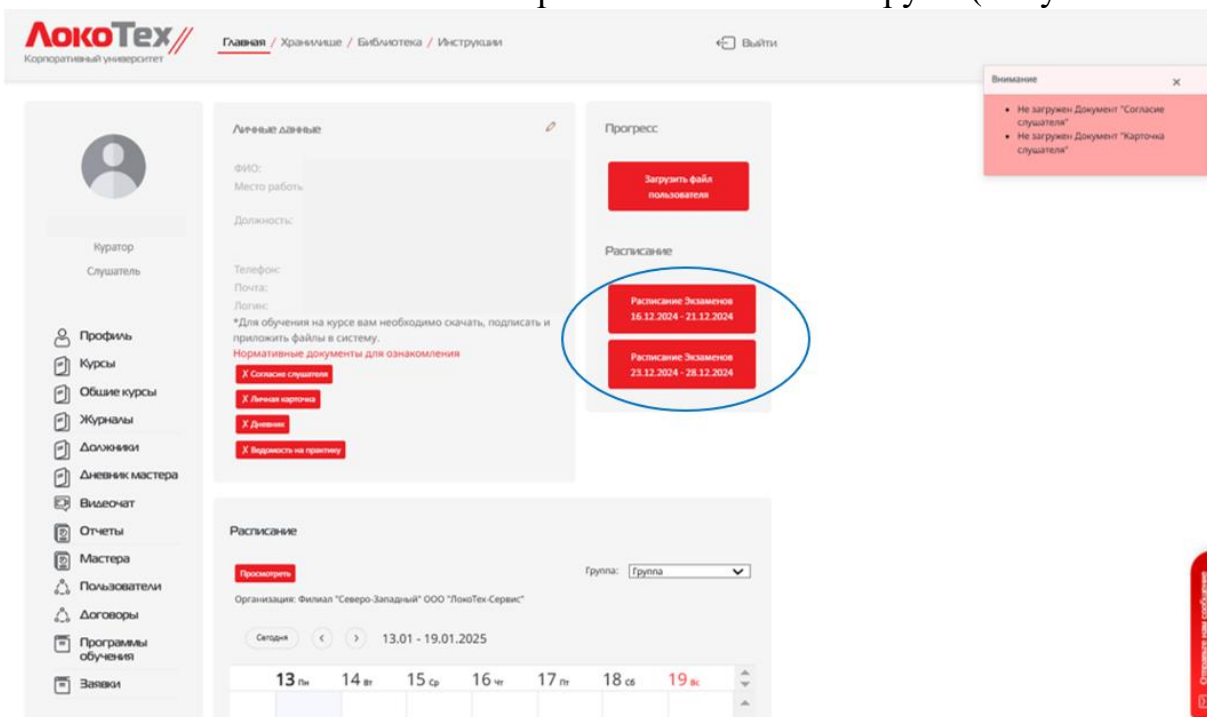 ЛокоТех
Корпоративный университет
Главная / Хранилище / Библиотека / Инструкции
Выйти
Внимание
×
Не загружен Документ "Согласие
слушателя"
Не загружен Документ "Карточка
слушателя"
Куратор
Слушатель
Профиль
Курсы
Общие курсы
Журналы
Должники
Дневник мастера
Видеочат
Отчеты
Мастера
Пользователи
Договоры
Программы
обучения
Заявки
Личные данные
ФИО:
Место работы
Должность:
Телефон:
Почта:
Логин:
*Для обучения на курсе вам необходимо скачать, подписать и
приложить файлы в систему.
Нормативные документы для ознакомления
X Согласие слушателя
X Личная карточка
X Дневник
X Ведомость на практику
Прогресс
Загрузить файл
пользователя
Расписание
Расписание Экзаменов
16.12.2024 - 21.12.2024
Расписание Экзаменов
23.12.2024 - 28.12.2024
Расписание
Просмотреть
Группа: Группа
Организация: Филиал "Северо-Западный" ООО "ЛокоТех-Сервис"
Сегодня
13.01 - 19.01.2025
13 пн 14 вт 15 ср 16 чт 17 пт 18 сб 19 вс
Отправьте нам сообщение